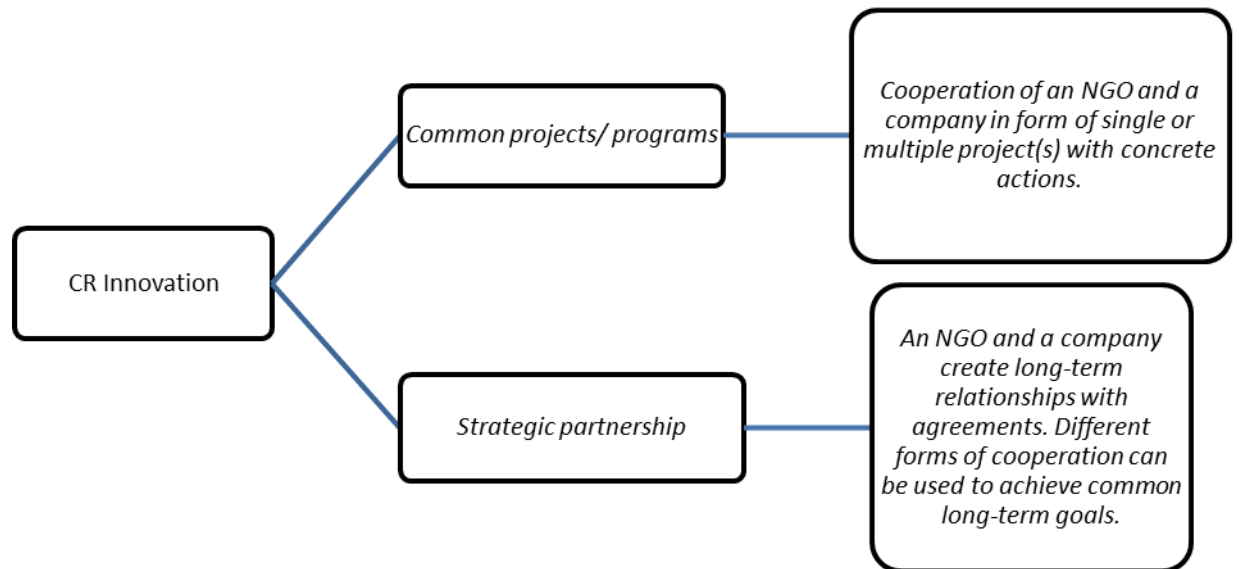 CR Innovation
Common projects/ programs
Cooperation of an NGO and a
company in form of single or
multiple project(s) with concrete
actions.
Strategic partnership
An NGO and a company
create long-term
relationships with
agreements. Different
forms of cooperation can
be used to achieve common
long-term goals.